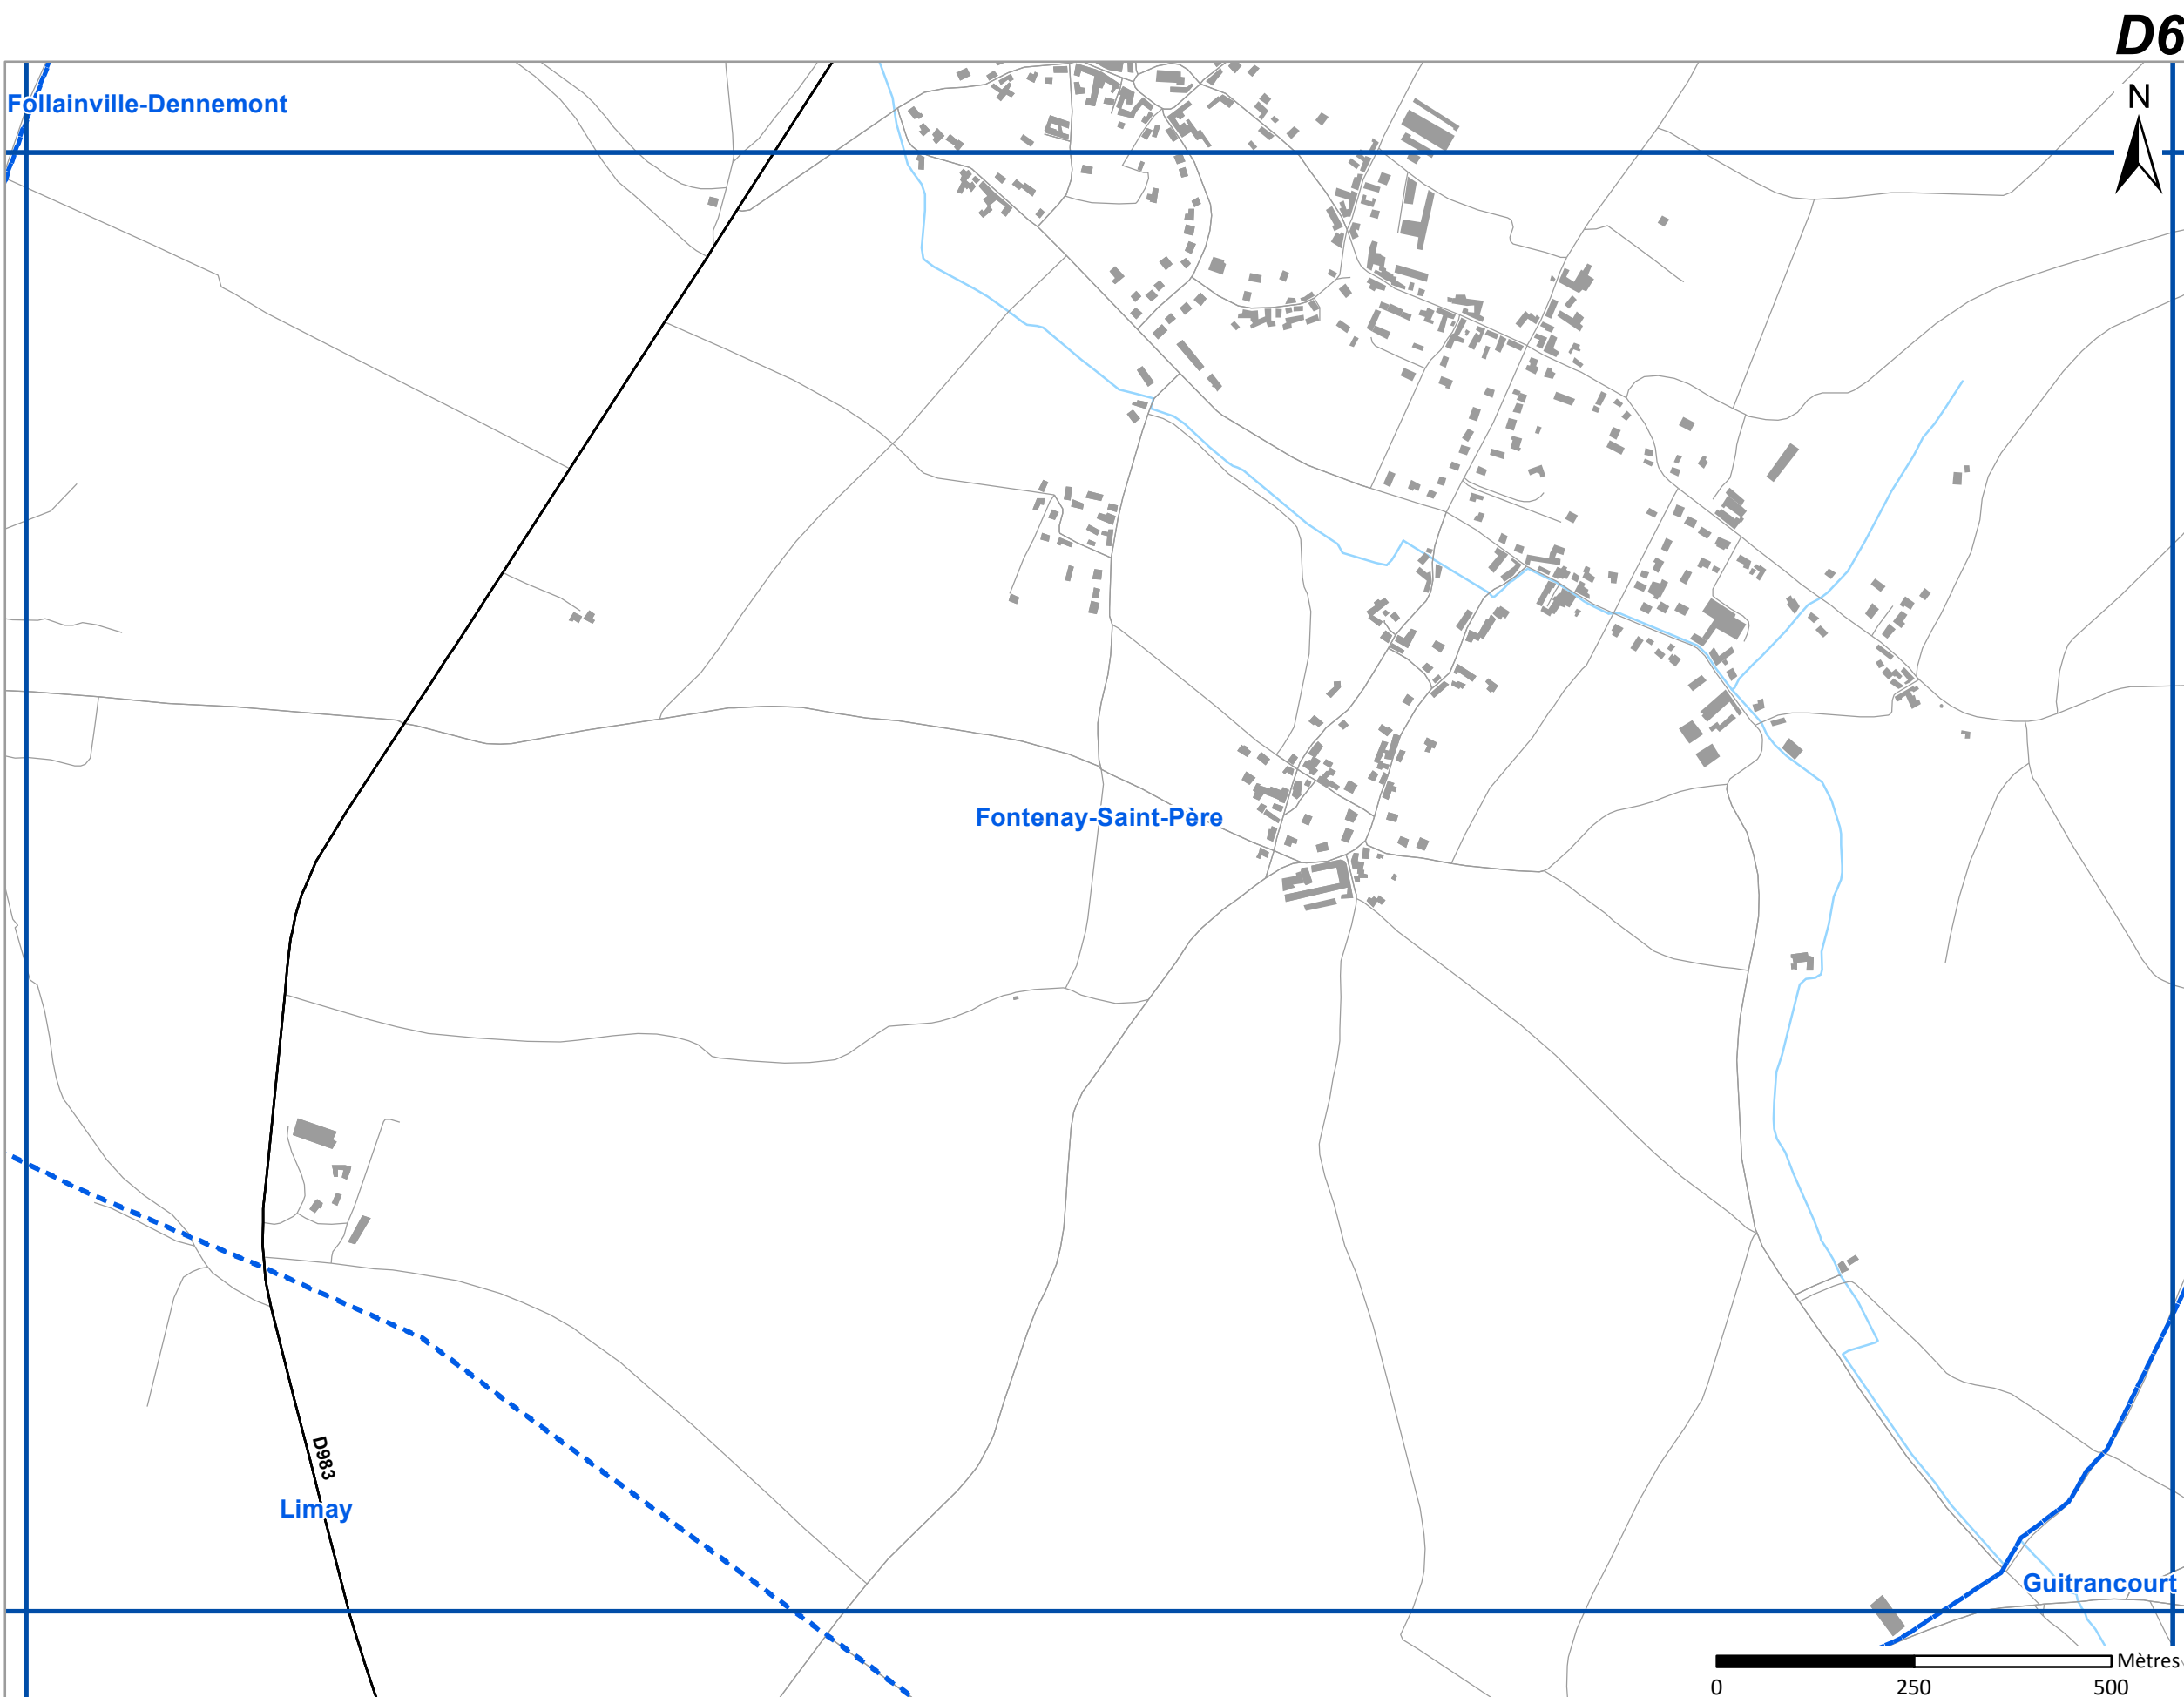 D6
Follainville-Dennemont
N
Fontenay-Saint-Père
D983
Limay
Guitrancourt
Mètres
0 250 500